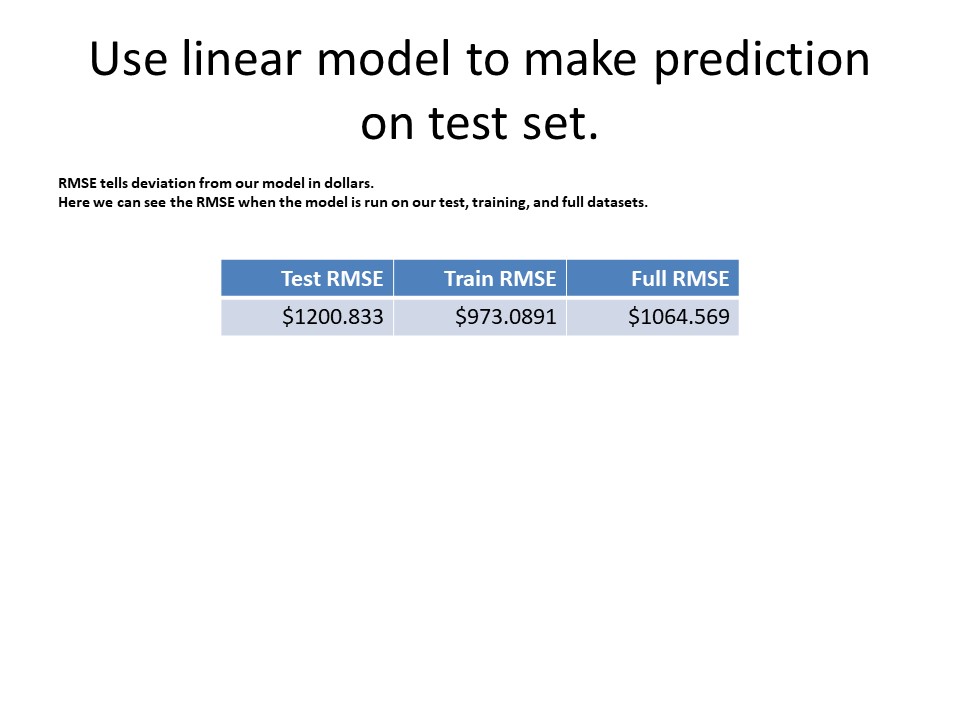 Use linear model to make prediction
on test set.
RMSE tells deviation from our model in dollars.
Here we can see the RMSE when the model is run on our test, training, and full datasets.
Test RMSE Train RMSE Full RMSE
$1200.833 $973.0891 $1064.569